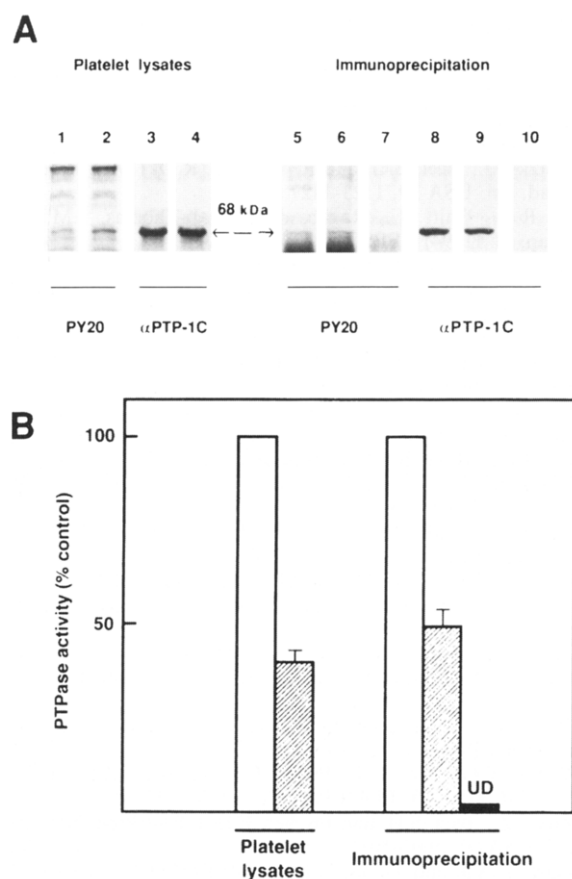 A
Platelet lysates Immunoprecipitation
1 2 3 4 5 6 7 8 9 10
68 kDa
PY20 αPTP-1C PY20 αPTP-1C
B
PTPase activity (% control)
100
50
UD
Platelet lysates Immunoprecipitation